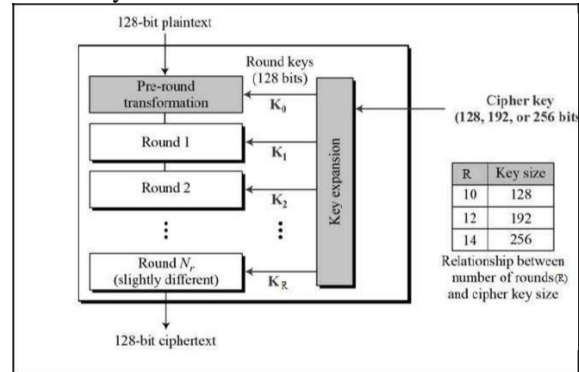 128-bit plaintext
Round keys
(128 bits)
Pre-round
transformation
K0
Cipher key
(128, 192, or 256 bit
Round 1
K1
Round 2
K2
Key expansion
R Key size
10 128
12 192
14 256
Relationship between
number of rounds(R)
and cipher key size
Round Nr
(slightly different)
KR
128-bit ciphertext